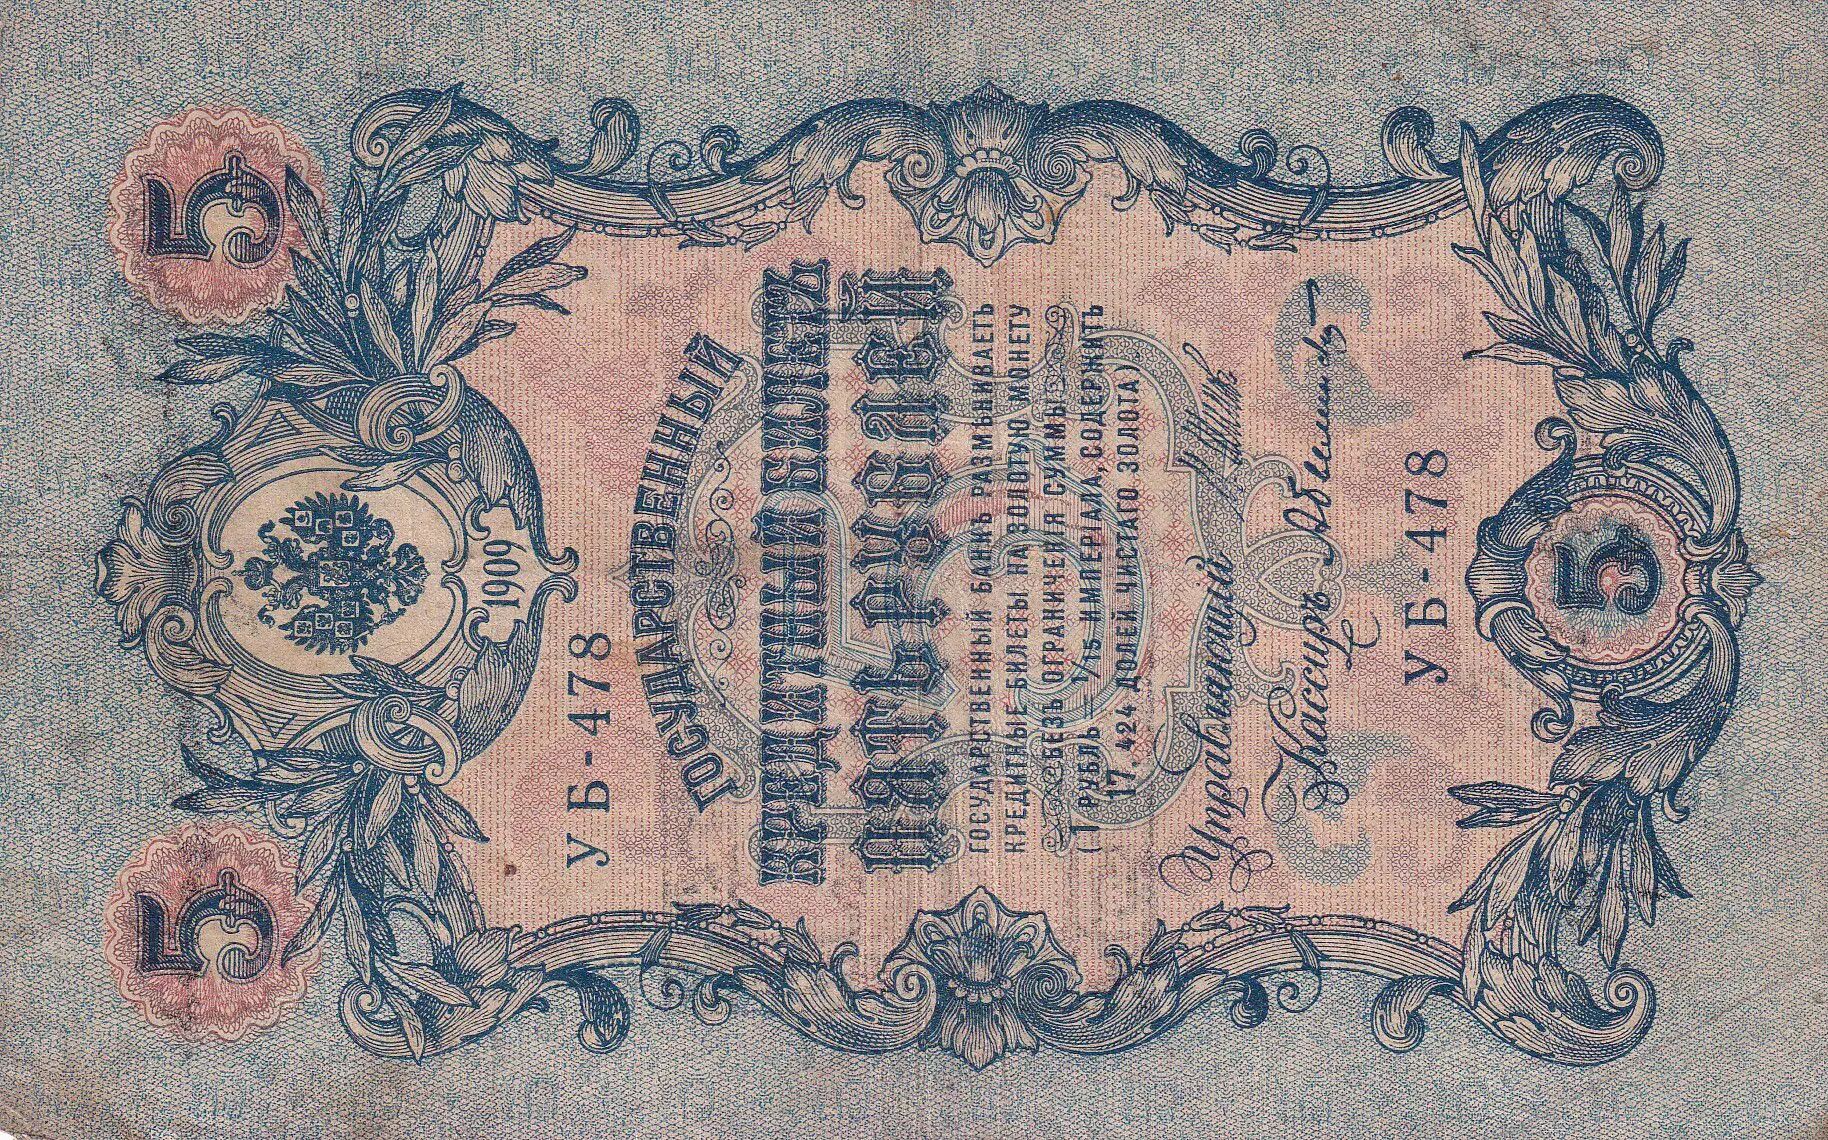 5 5
1909
УБ-478
ГОСУДАРСТВЕННЫЙ
КРЕДИТНЫЙ БИЛЕТЪ
ПЯТЬ РУБЛЕЙ
ГОСУДАРСТВЕННЫЙ БАНКЪ РАЗМѢНИВАЕТЪ
КРЕДИТНЫЕ БИЛЕТЫ НА ЗОЛОТУЮ МОНЕТУ
БЕЗЪ ОГРАНИЧЕНІЯ СУММЫ
(1 РУБЛЬ = 1/15 ИМПЕРІАЛА, СОДЕРЖИТЪ
17,424 ДОЛЕЙ ЧИСТАГО ЗОЛОТА).
Управляющій
Кассиръ
УБ-478
5